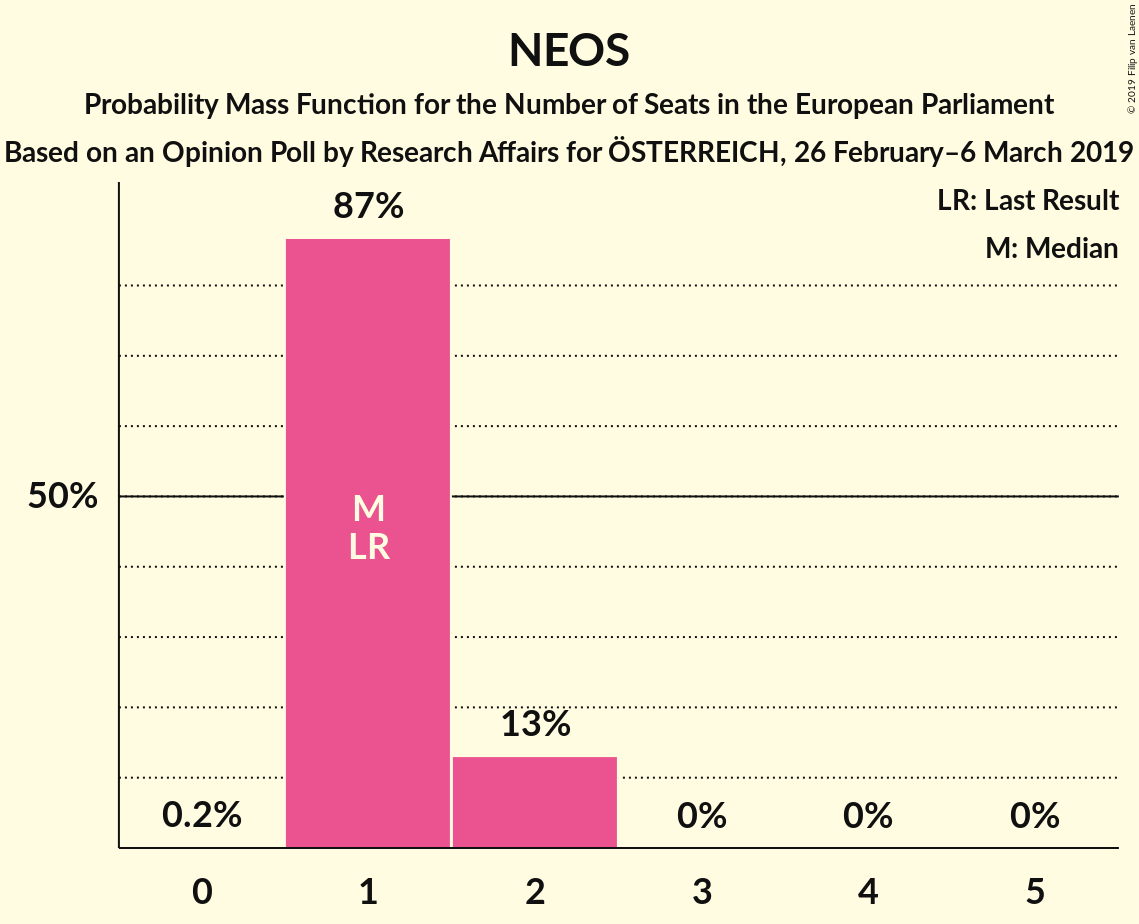 NEOS
Probability Mass Function for the Number of Seats in the European Parliament
Based on an Opinion Poll by Research Affairs for ÖSTERREICH, 26 February–6 March 2019
© 2019 Filip van Laenen
LR: Last Result
M: Median
87%
50%
M
LR
13%
0.2%
0%
0%
0%
0
1
2
3
4
5